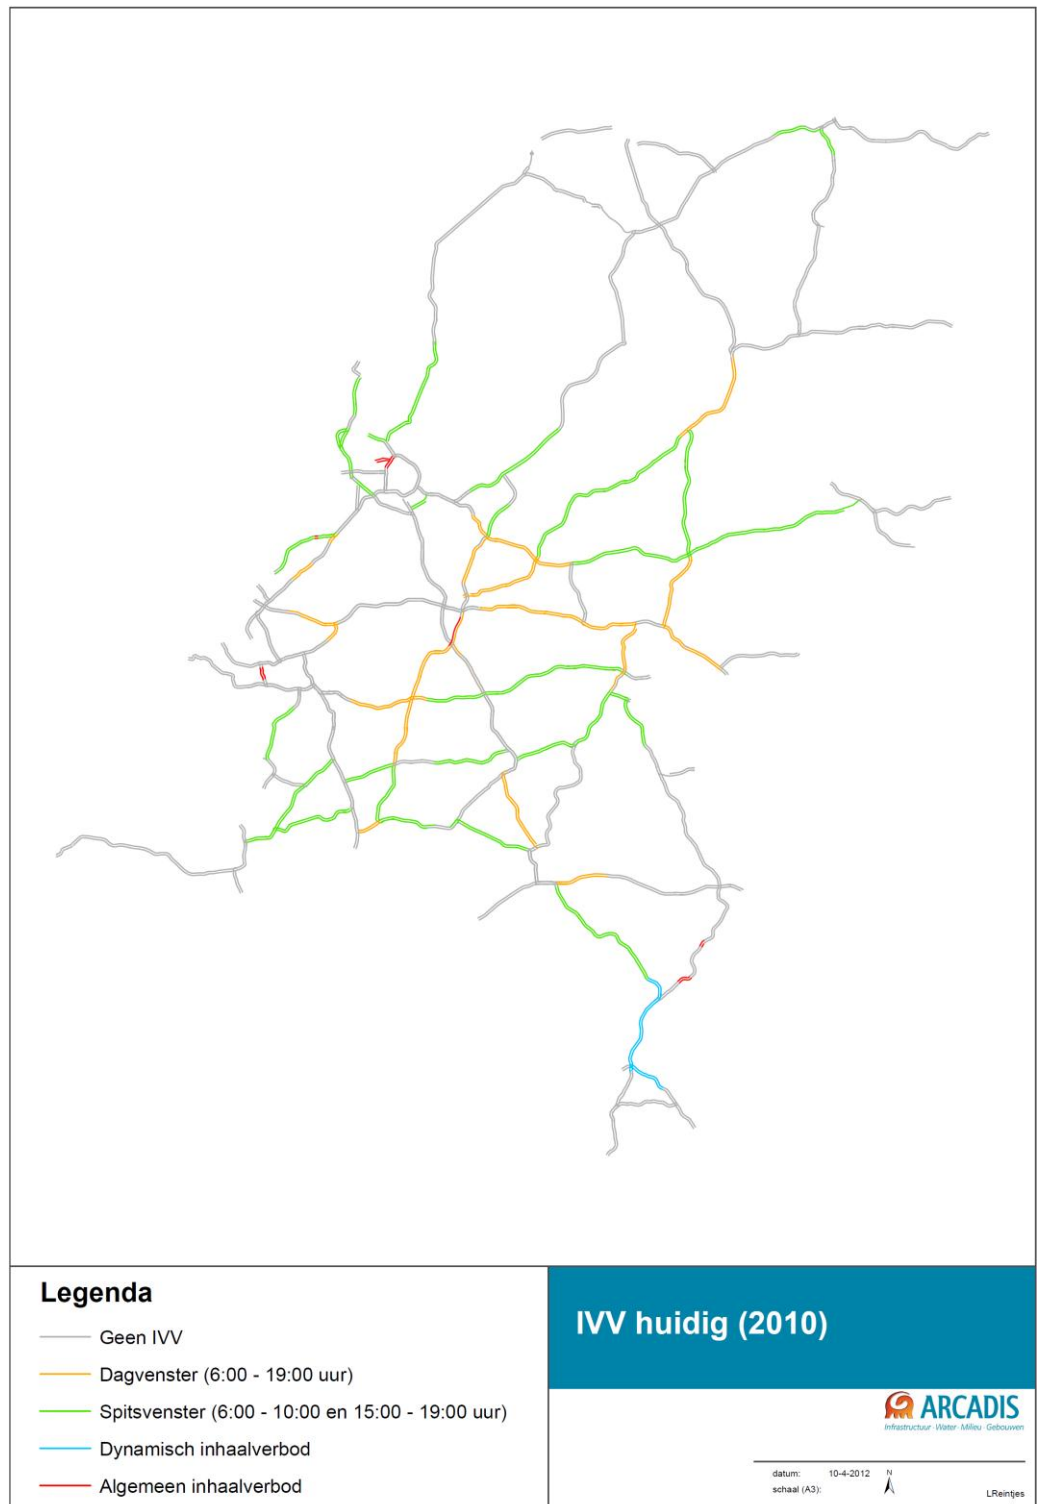 Legenda
Geen IVV
Dagvenster (6:00 - 19:00 uur)
Spitsvenster (6:00 - 10:00 en 15:00 - 19:00 uur)
Dynamisch inhaalverbod
Algemeen inhaalverbod
IVV huidig (2010)
ARCADIS
Infrastructuur · Water · Milieu · Gebouwen
datum: 10-4-2012 N
schaal (A3):
LReintjes